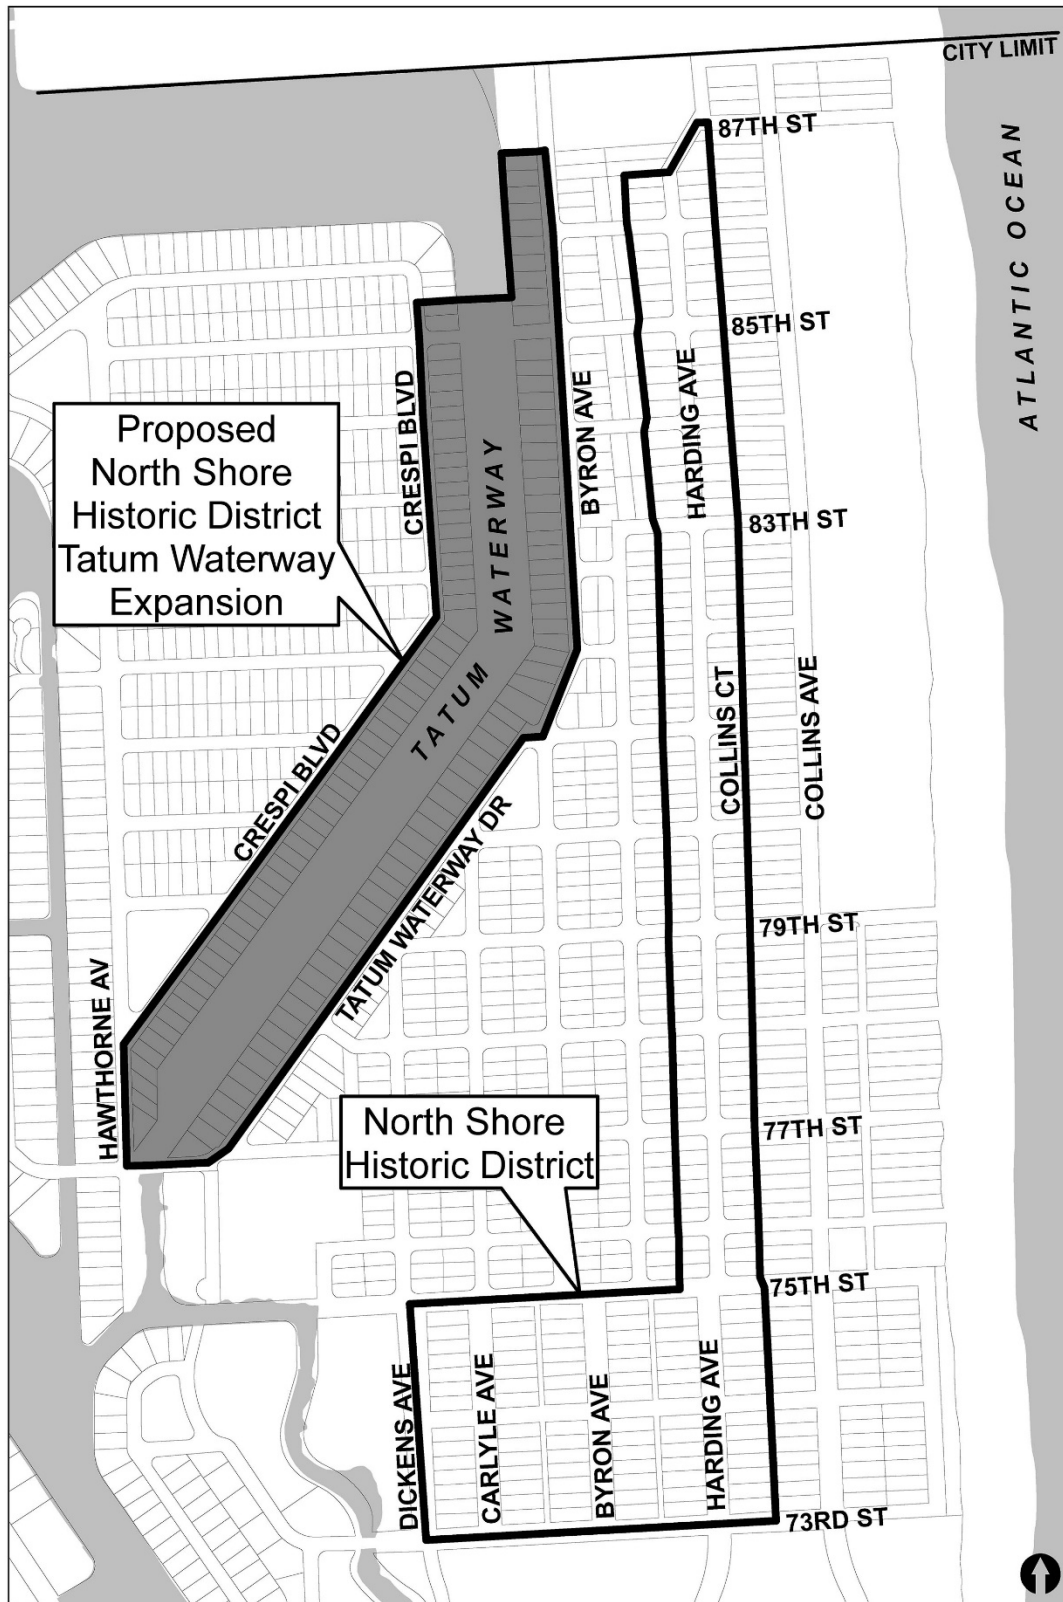 CITY LIMIT
87TH ST
ATLANTIC OCEAN
85TH ST
HARDING AVE
CRESPI BLVD
BYRON AVE
Proposed
North Shore
Historic District
Tatum Waterway
Expansion
TATUM WATERWAY
83TH ST
COLLINS CT
COLLINS AVE
CRESPI BLVD
TATUM WATERWAY DR
79TH ST
HAWTHORNE AV
North Shore
Historic District
77TH ST
75TH ST
DICKENS AVE
CARLYLE AVE
BYRON AVE
HARDING AVE
73RD ST